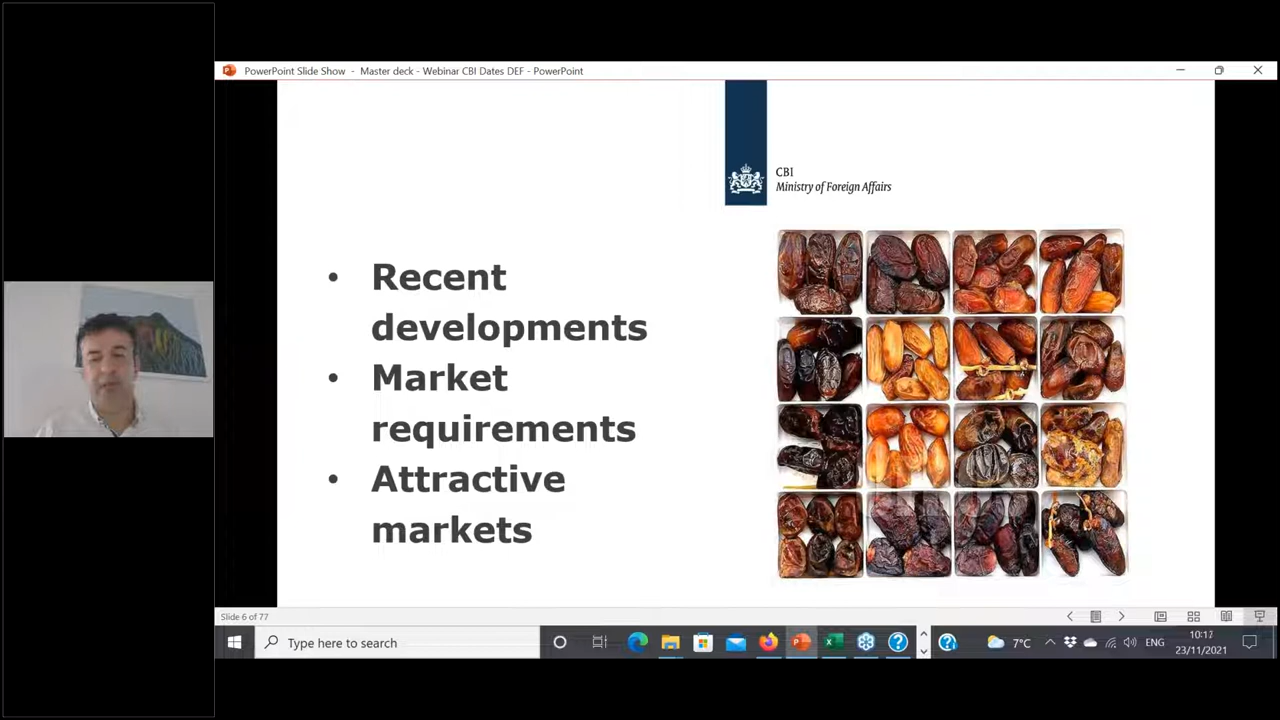 PowerPoint Slide Show - Master deck - Webinar CBI Dates DEF - PowerPoint
CBI
Ministry of Foreign Affairs
• Recent
developments
• Market
requirements
• Attractive
markets
Slide 6 of 77
Type here to search
7°C
ENG
10:17
23/11/2021